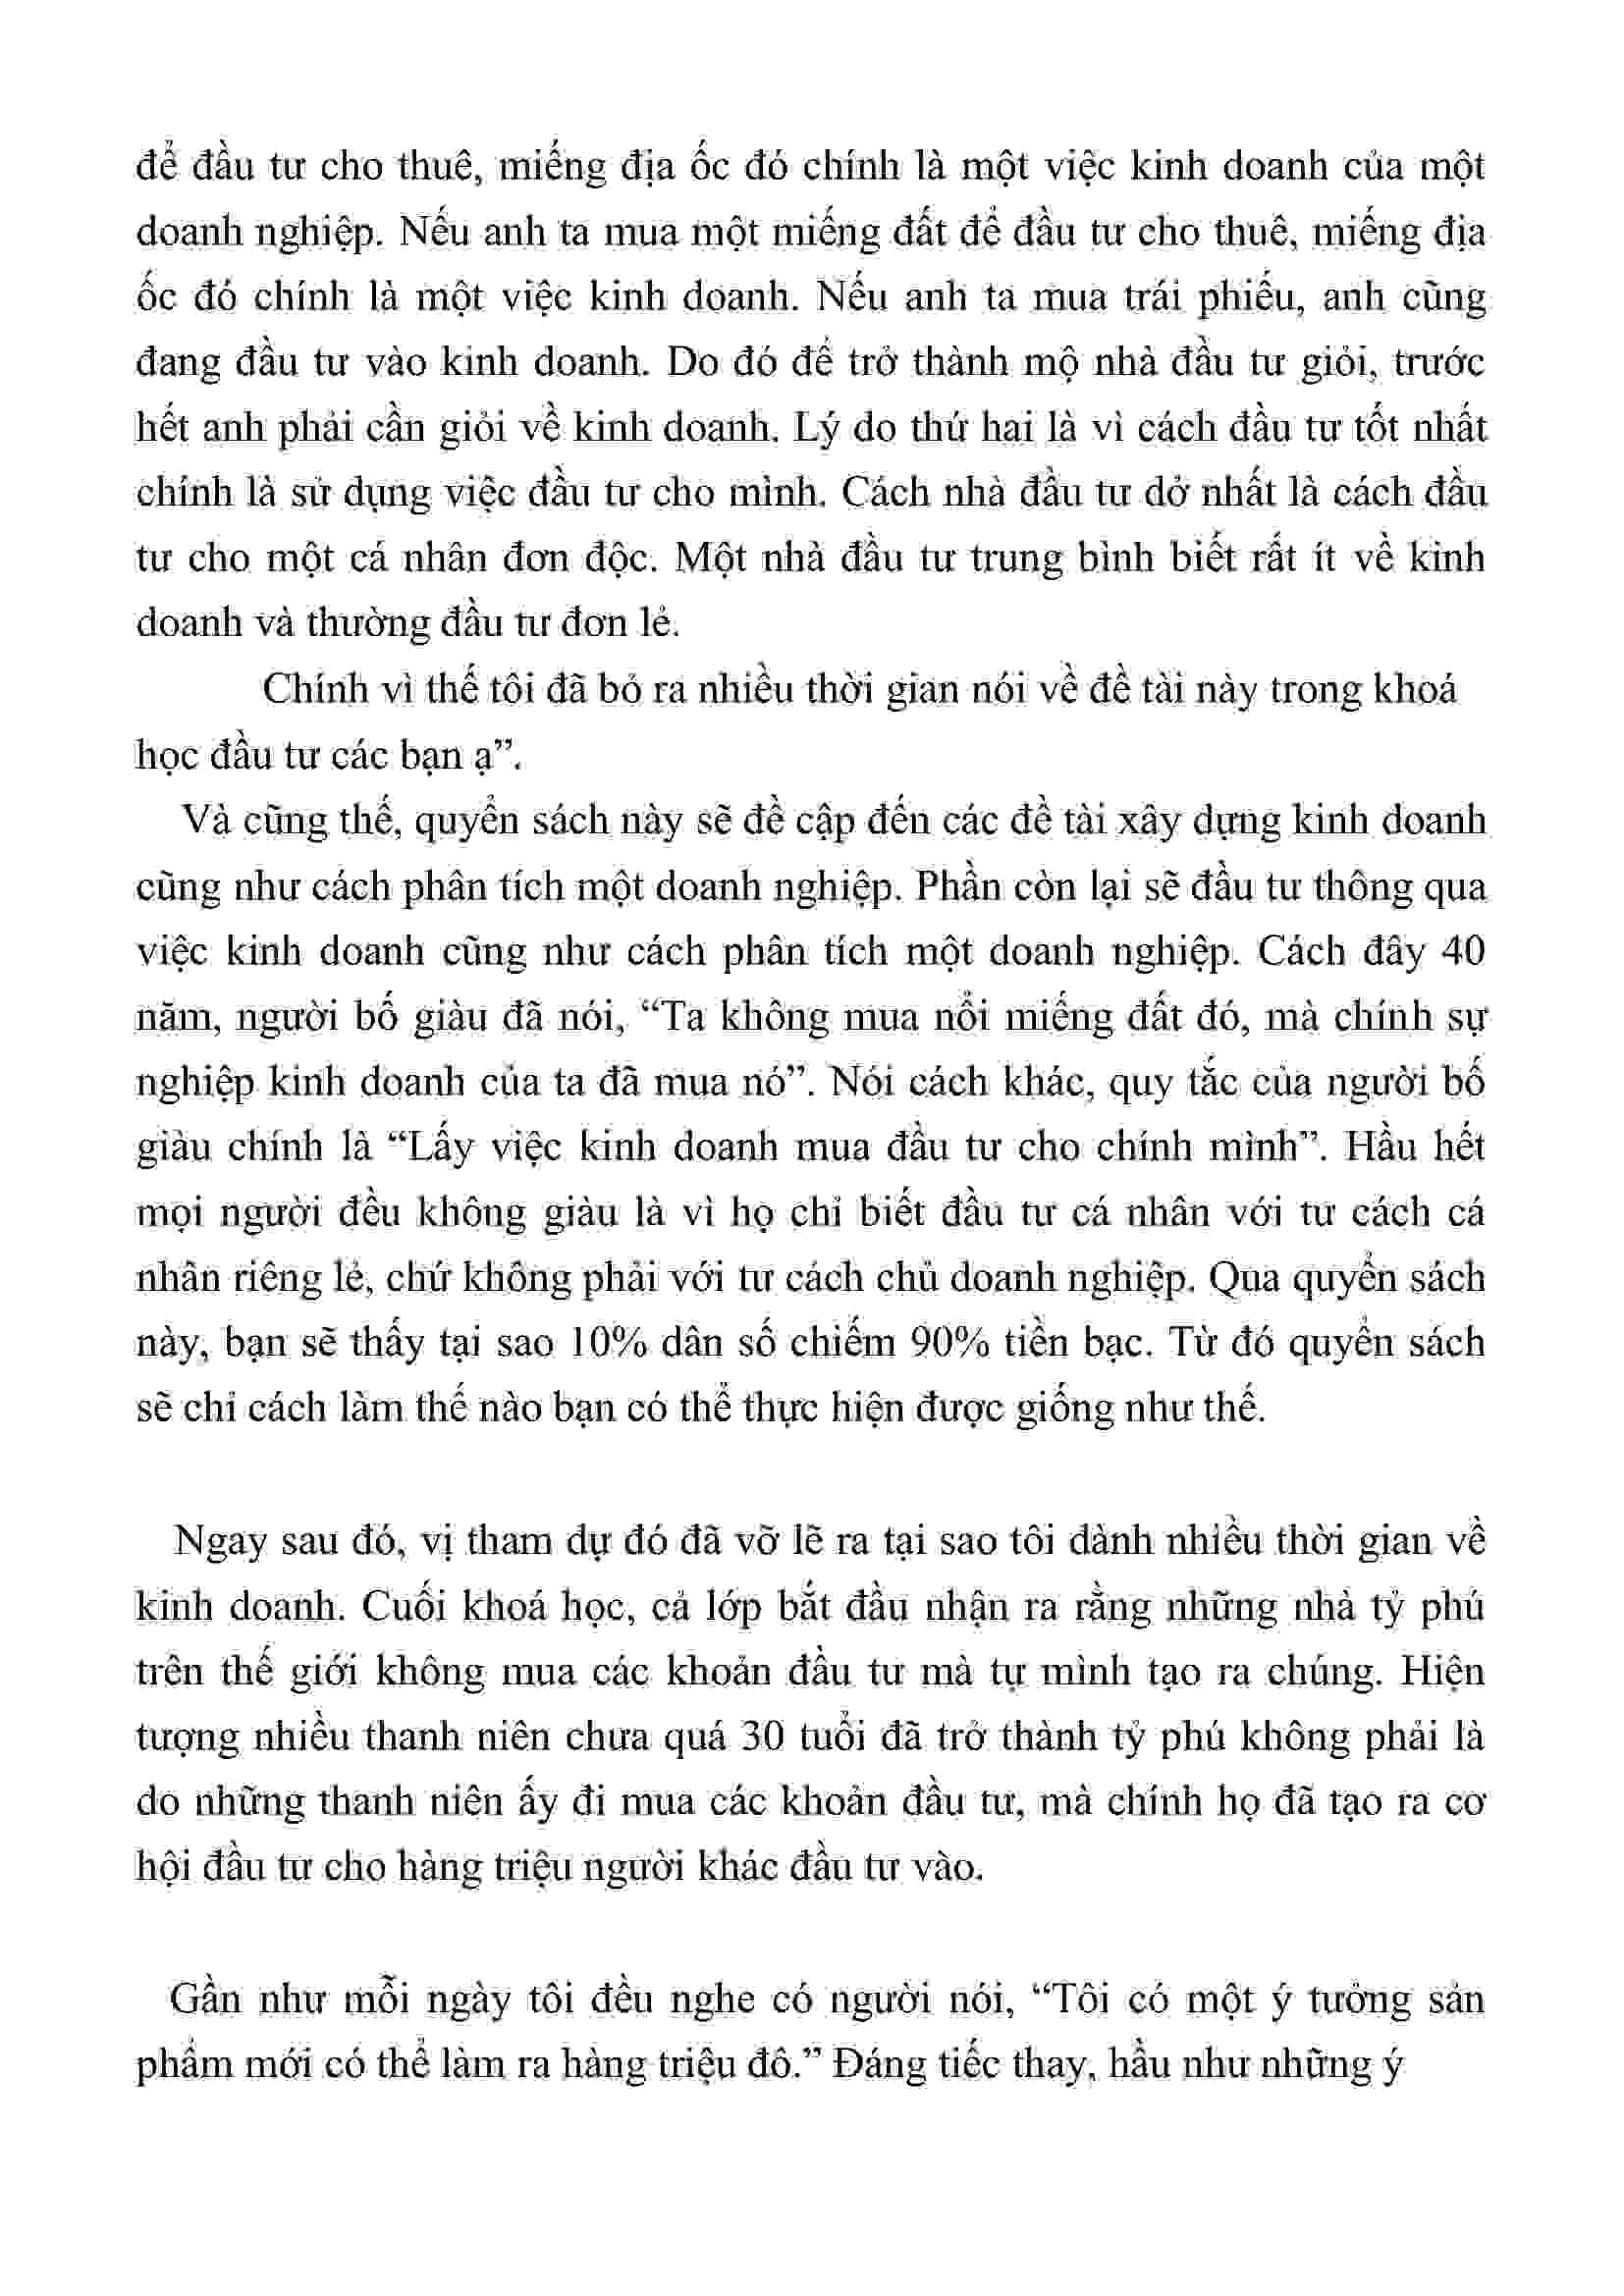 để đầu tư cho thuê, miếng địa ốc đó chính là một việc kinh doanh của một
doanh nghiệp. Nếu anh ta mua một miếng đất để đầu tư cho thuê, miếng địa
ốc đó chính là một việc kinh doanh. Nếu anh ta mua trái phiếu, anh cũng
đang đầu tư vào kinh doanh. Do đó để trở thành mộ nhà đầu tư giỏi, trước
hết anh phải cần giỏi về kinh doanh. Lý do thứ hai là vì cách đầu tư tốt nhất
chính là sử dụng việc đầu tư cho mình. Cách nhà đầu tư dở nhất là cách đầu
tư cho một cá nhân đơn độc. Một nhà đầu tư trung bình biết rất ít về kinh
doanh và thường đầu tư đơn lẻ.
Chính vì thế tôi đã bỏ ra nhiều thời gian nói về đề tài này trong khoá
học đầu tư các bạn ạ”.
Và cũng thế, quyển sách này sẽ đề cập đến các đề tài xây dựng kinh doanh
cũng như cách phân tích một doanh nghiệp. Phần còn lại sẽ đầu tư thông qua
việc kinh doanh cũng như cách phân tích một doanh nghiệp. Cách đây 40
năm, người bố giàu đã nói, “Ta không mua nổi miếng đất đó, mà chính sự
nghiệp kinh doanh của ta đã mua nó”. Nói cách khác, quy tắc của người bố
giàu chính là “Lấy việc kinh doanh mua đầu tư cho chính mình”. Hầu hết
mọi người đều không giàu là vì họ chỉ biết đầu tư cá nhân với tư cách cá
nhân riêng lẻ, chứ không phải với tư cách chủ doanh nghiệp. Qua quyển sách
này, bạn sẽ thấy tại sao 10% dân số chiếm 90% tiền bạc. Từ đó quyển sách
sẽ chỉ cách làm thế nào bạn có thể thực hiện được giống như thế.
Ngay sau đó, vị tham dự đó đã vỡ lẽ ra tại sao tôi dành nhiều thời gian về
kinh doanh. Cuối khoá học, cả lớp bắt đầu nhận ra rằng những nhà tỷ phú
trên thế giới không mua các khoản đầu tư mà tự mình tạo ra chúng. Hiện
tượng nhiều thanh niên chưa quá 30 tuổi đã trở thành tỷ phú không phải là
do những thanh niên ấy đi mua các khoản đầu tư, mà chính họ đã tạo ra cơ
hội đầu tư cho hàng triệu người khác đầu tư vào.
Gần như mỗi ngày tôi đều nghe có người nói, “Tôi có một ý tưởng sản
phẩm mới có thể làm ra hàng triệu đô.” Đáng tiếc thay, hầu như những ý